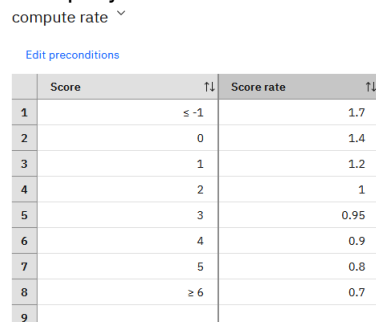 compute rate
Edit preconditions
Score Score rate
1 ≤ -1 1.7
2 0 1.4
3 1 1.2
4 2 1
5 3 0.95
6 4 0.9
7 5 0.8
8 ≥ 6 0.7
9